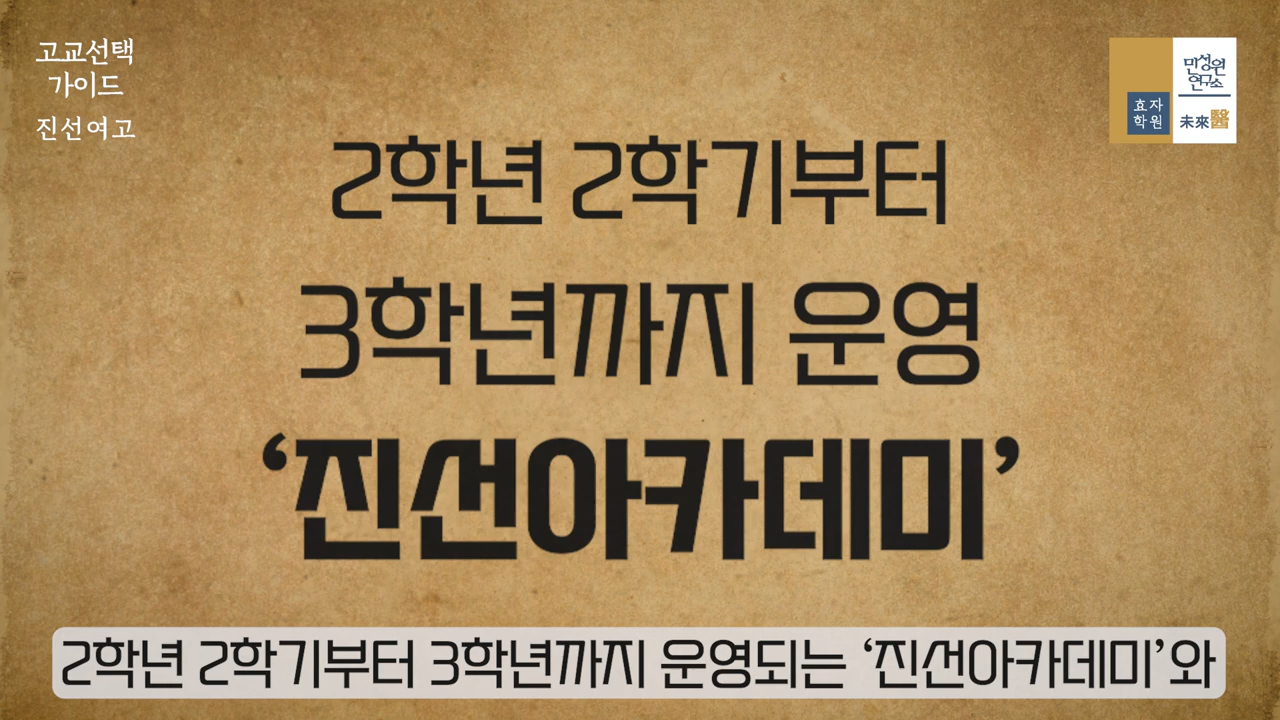 고교선택
가이드
진선여고
민성원
연구소
효자
학원
未來醫
2학년 2학기부터
3학년까지 운영
‘진선아카데미’
2학년 2학기부터 3학년까지 운영되는 ‘진선아카데미’와